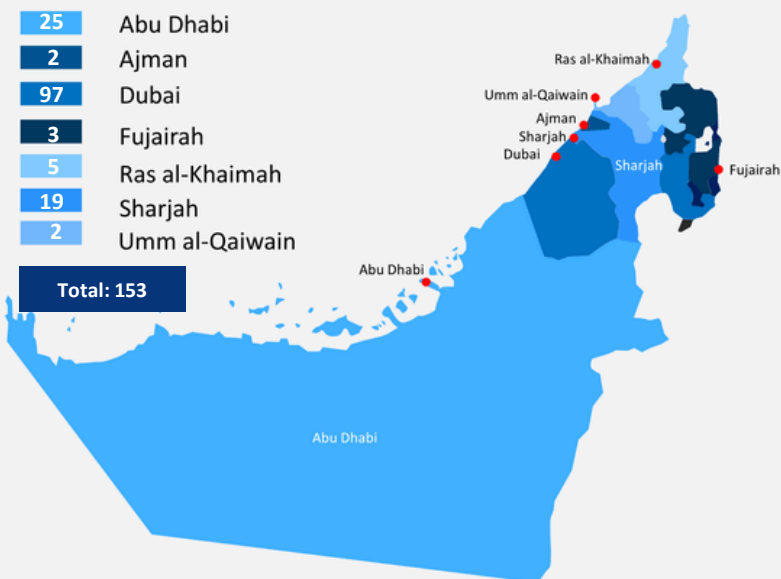 25 Abu Dhabi
2 Ajman
97 Dubai
3 Fujairah
5 Ras al-Khaimah
19 Sharjah
2 Umm al-Qaiwain
Total: 153
Ras al-Khaimah
Umm al-Qaiwain
Ajman
Sharjah
Dubai
Sharjah
Fujairah
Abu Dhabi
Abu Dhabi